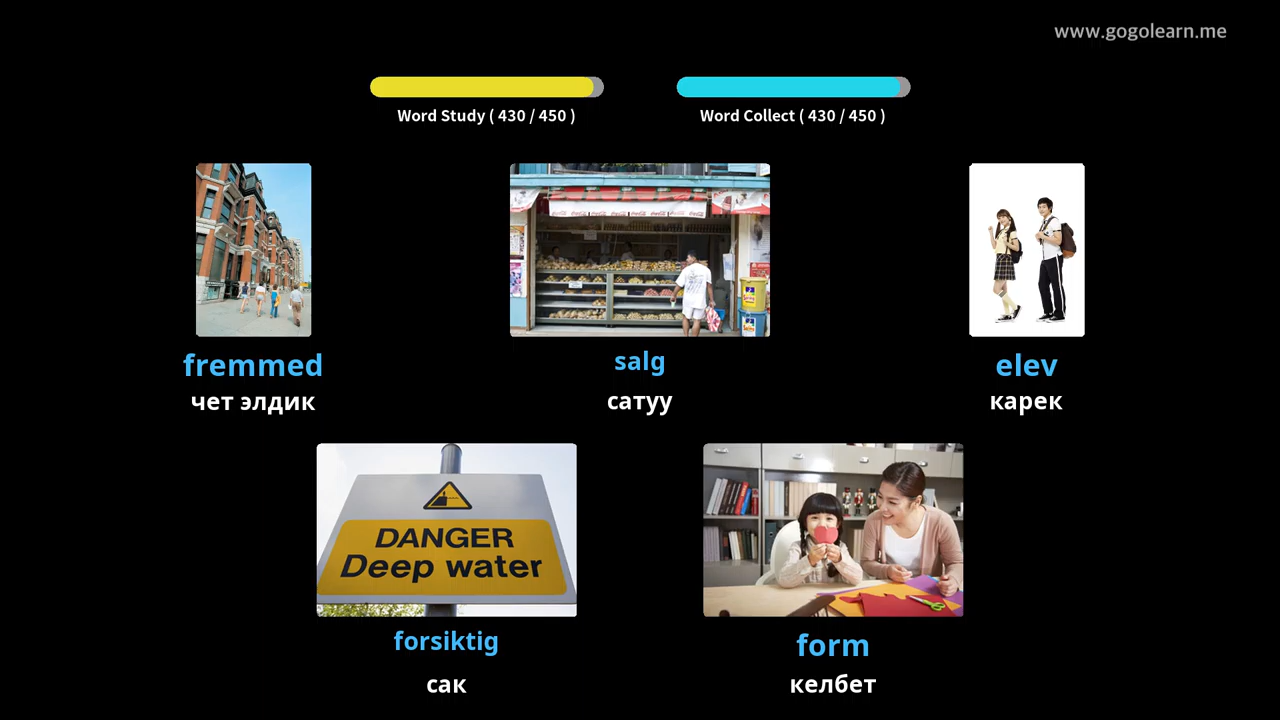 www.gogolearn.me
Word Study ( 430 / 450 )
Word Collect ( 430 / 450 )
fremmed
чет элдик
salg
сатуу
elev
карек
DANGER
Deep water
forsiktig
сак
form
келбет